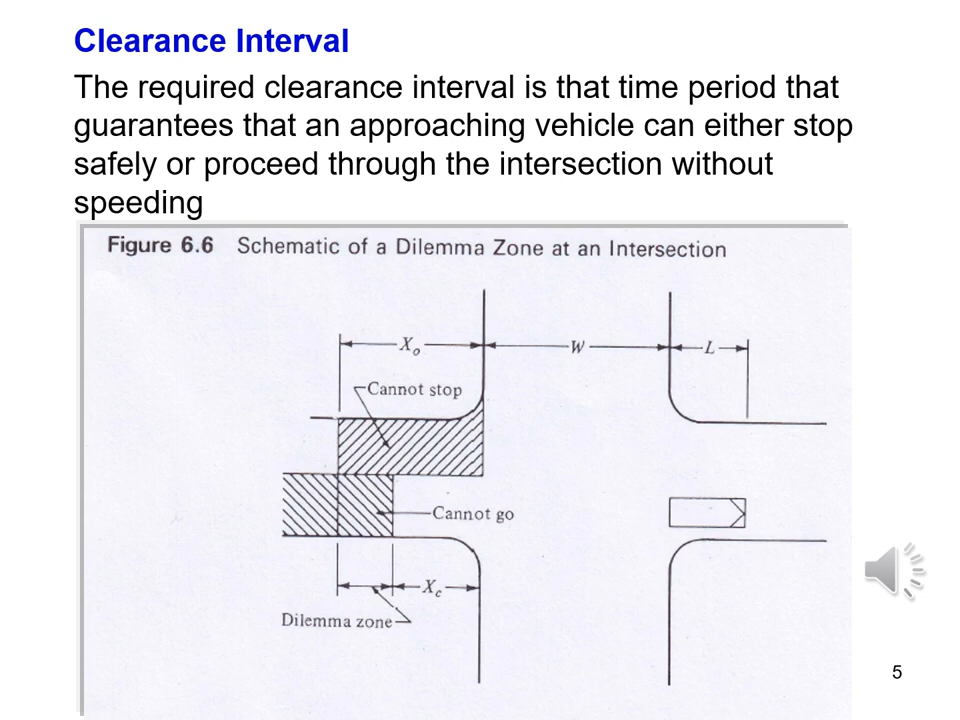 Clearance Interval
The required clearance interval is that time period that
guarantees that an approaching vehicle can either stop
safely or proceed through the intersection without
speeding
Figure 6.6 Schematic of a Dilemma Zone at an Intersection
Xo W L
Cannot stop
Cannot go
Xc
Dilemma zone
5